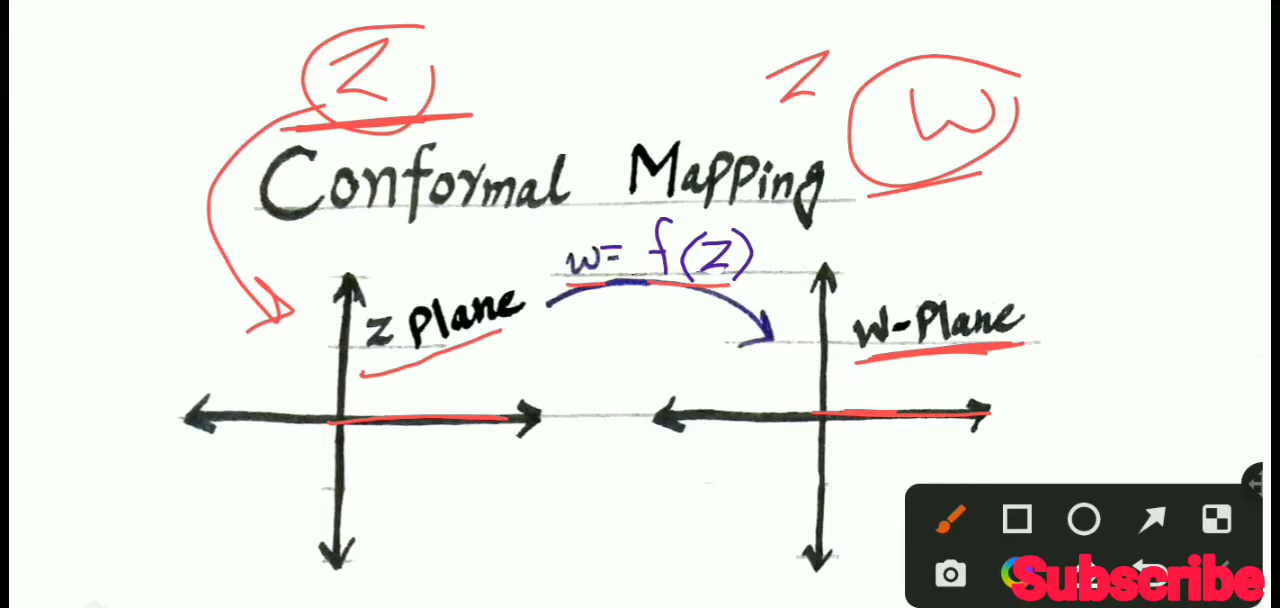 Z
Z W
Conformal Mapping
w= f(z)
z Plane
W-Plane
Subscribe